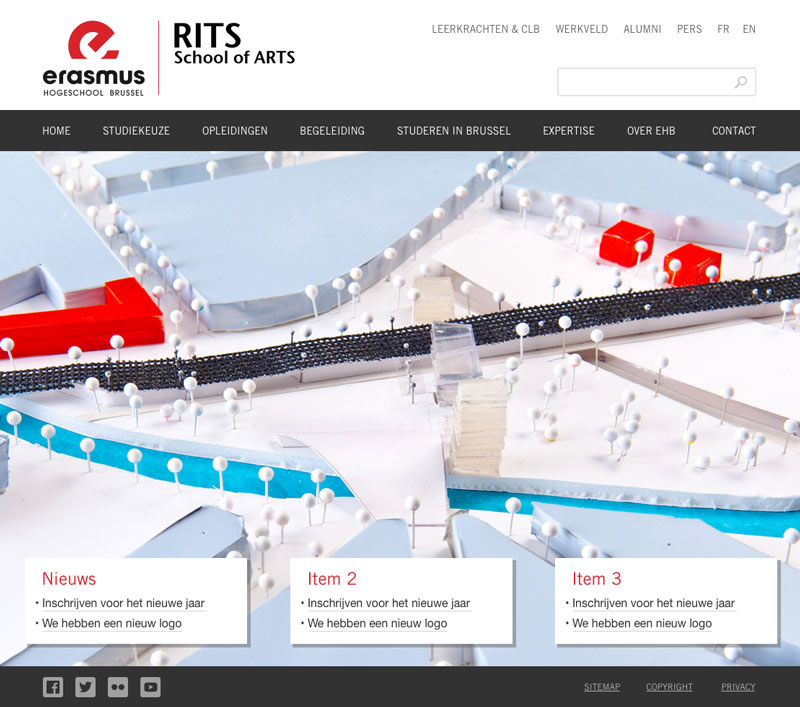 LEERKRACHTEN & CLB WERKVELD ALUMNI PERS FR EN
RITS
School of ARTS
erasmus
HOGESCHOOL BRUSSEL
HOME STUDIEKEUZE OPLEIDINGEN BEGELEIDING STUDEREN IN BRUSSEL EXPERTISE OVER EHB CONTACT
Nieuws
• Inschrijven voor het nieuwe jaar
• We hebben een nieuw logo
Item 2
• Inschrijven voor het nieuwe jaar
• We hebben een nieuw logo
Item 3
• Inschrijven voor het nieuwe jaar
• We hebben een nieuw logo
SITEMAP COPYRIGHT PRIVACY